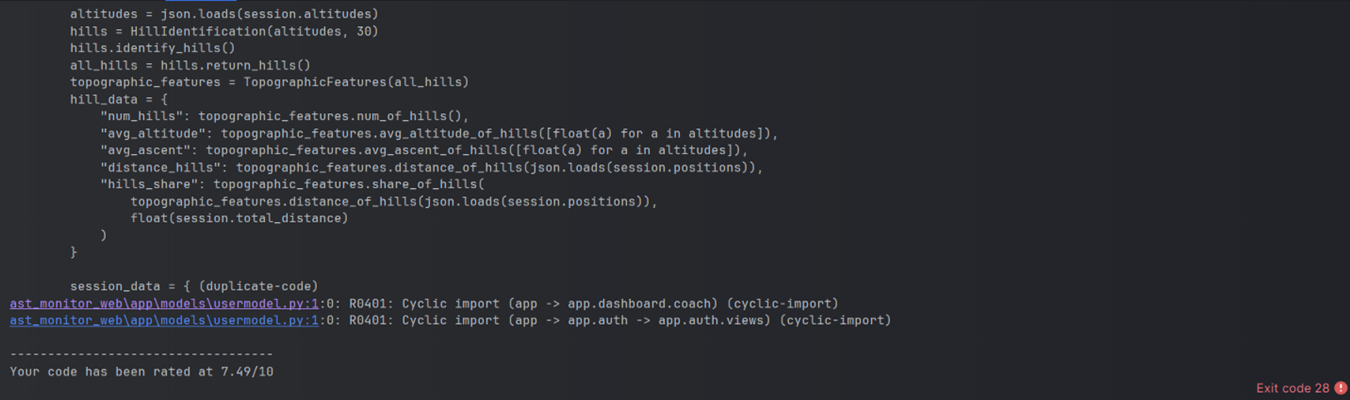 altitudes = json.loads(session.altitudes)
hills = HillIdentification(altitudes, 30)
hills.identify_hills()
all_hills = hills.return_hills()
topographic_features = TopographicFeatures(all_hills)
hill_data = {
    "num_hills": topographic_features.num_of_hills(),
    "avg_altitude": topographic_features.avg_altitude_of_hills([float(a) for a in altitudes]),
    "avg_ascent": topographic_features.avg_ascent_of_hills([float(a) for a in altitudes]),
    "distance_hills": topographic_features.distance_of_hills(json.loads(session.positions)),
    "hills_share": topographic_features.share_of_hills(
        topographic_features.distance_of_hills(json.loads(session.positions)),
        float(session.total_distance)
    )
}
session_data = { (duplicate-code)
ast_monitor_web\app\models\usermodel.py:1:0: R0401: Cyclic import (app -> app.dashboard.coach) (cyclic-import)
ast_monitor_web\app\models\usermodel.py:1:0: R0401: Cyclic import (app -> app.auth -> app.auth.views) (cyclic-import)
-----------------------------------
Your code has been rated at 7.49/10
Exit code 28